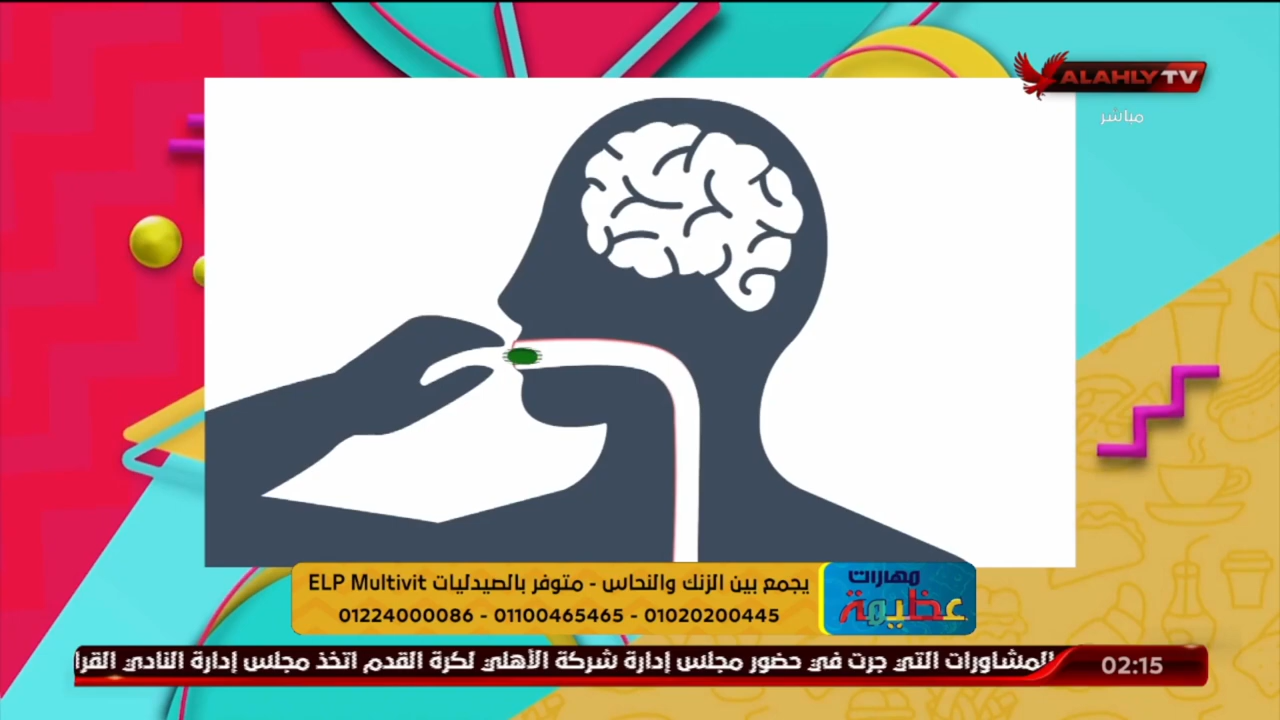 ALAHLY TV
مباشر
يجمع بين الزنك والنحاس - متوفر بالصيدليات ELP Multivit
01224000086 - 01100465465 - 01020200445
مهارات
عظيمة
المشاورات التي جرت في حضور مجلس إدارة شركة الأهلي لكرة القدم اتخذ مجلس إدارة النادي القرا
02:15